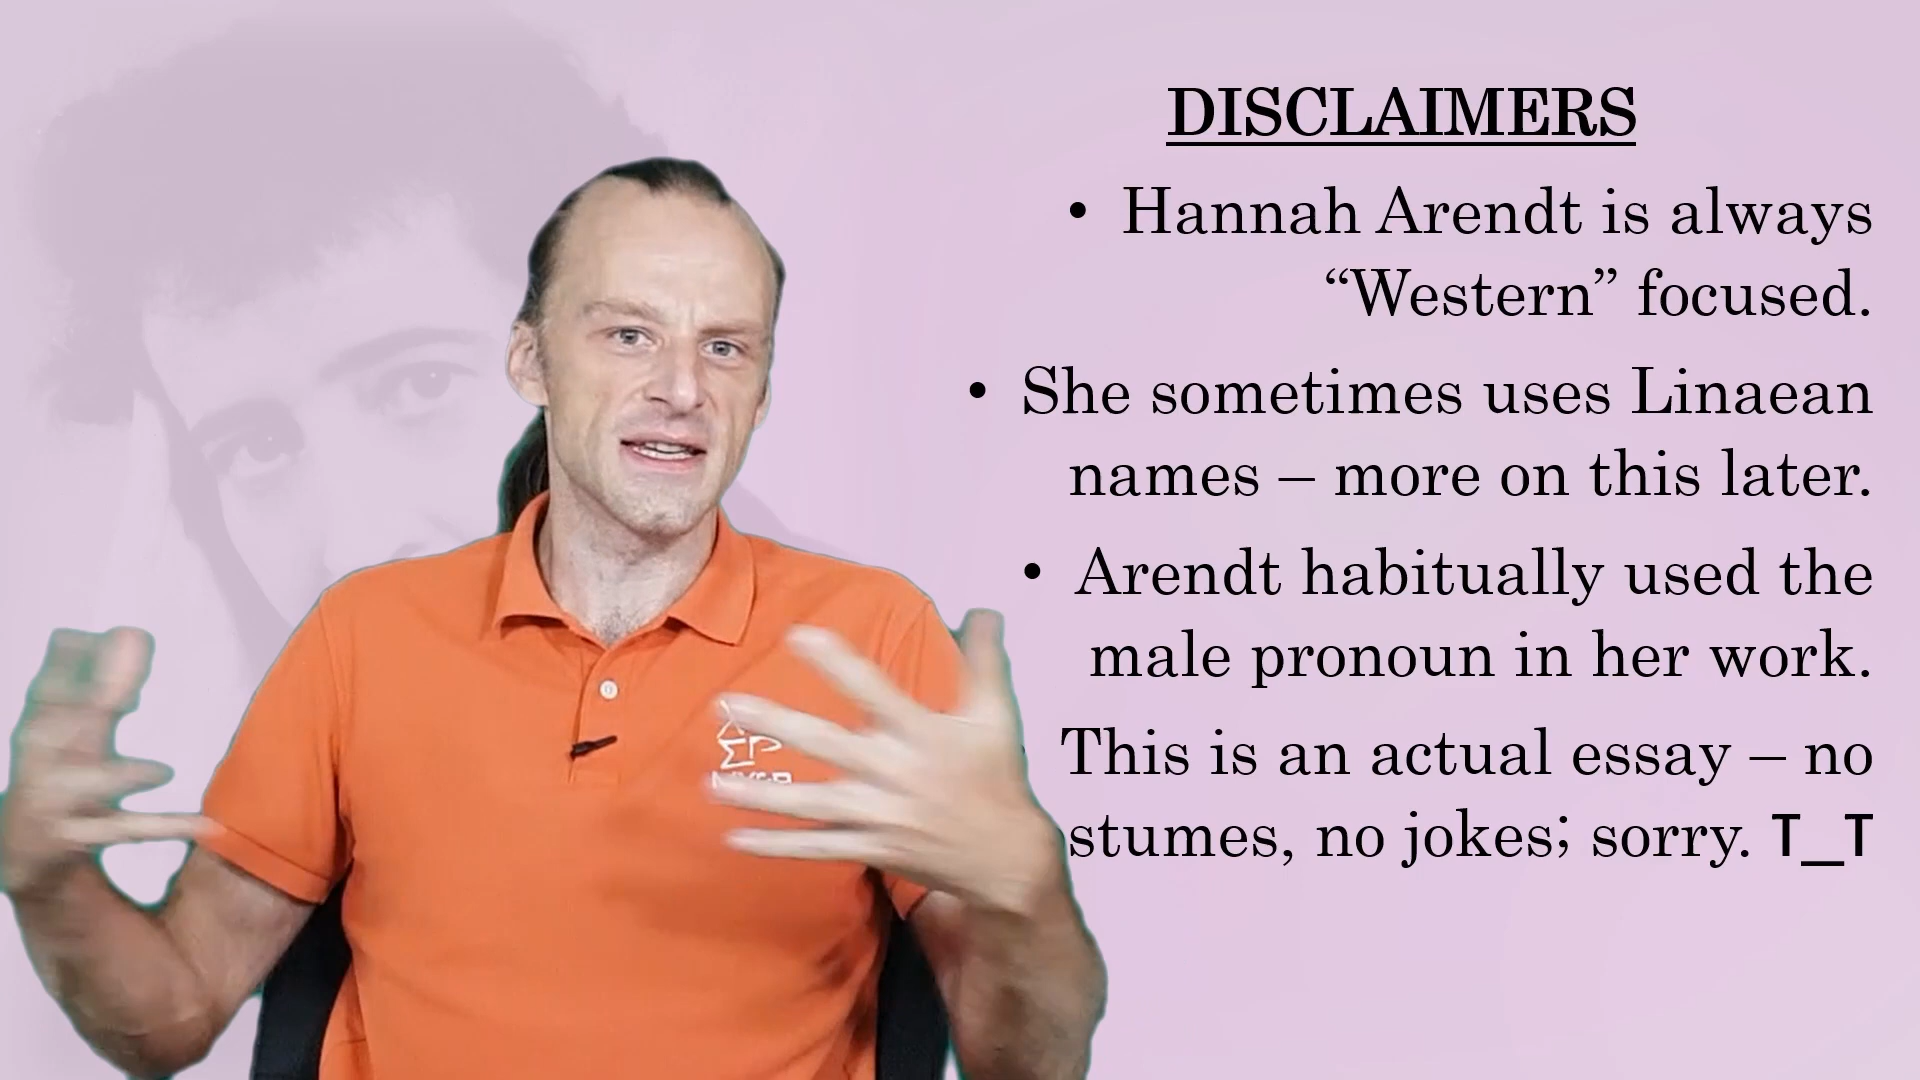 DISCLAIMERS
• Hannah Arendt is always
“Western” focused.
• She sometimes uses Linaean
names – more on this later.
• Arendt habitually used the
male pronoun in her work.
This is an actual essay – no
stumes, no jokes; sorry. T_T